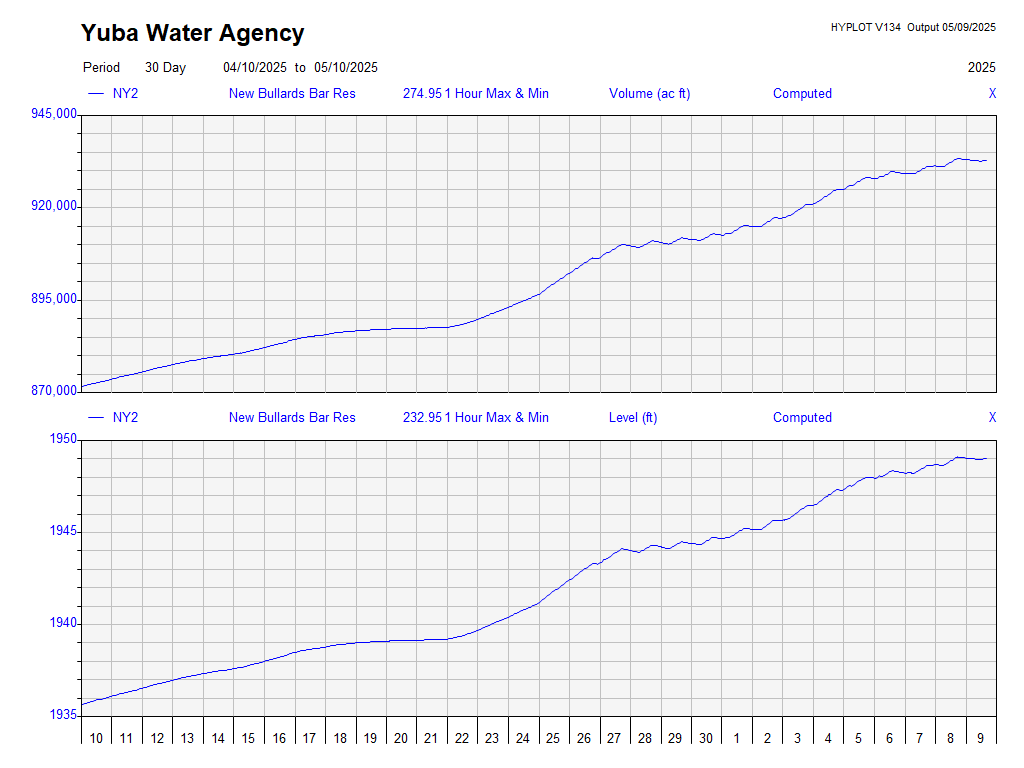 Yuba Water Agency
HYPLOT V134 Output 05/09/2025
Period 30 Day 04/10/2025 to 05/10/2025 2025
NY2 New Bullards Bar Res 274.95 1 Hour Max & Min Volume (ac ft) Computed X
945,000
920,000
895,000
870,000
NY2 New Bullards Bar Res 232.95 1 Hour Max & Min Level (ft) Computed X
1950
1945
1940
1935
10 11 12 13 14 15 16 17 18 19 20 21 22 23 24 25 26 27 28 29 30 1 2 3 4 5 6 7 8 9